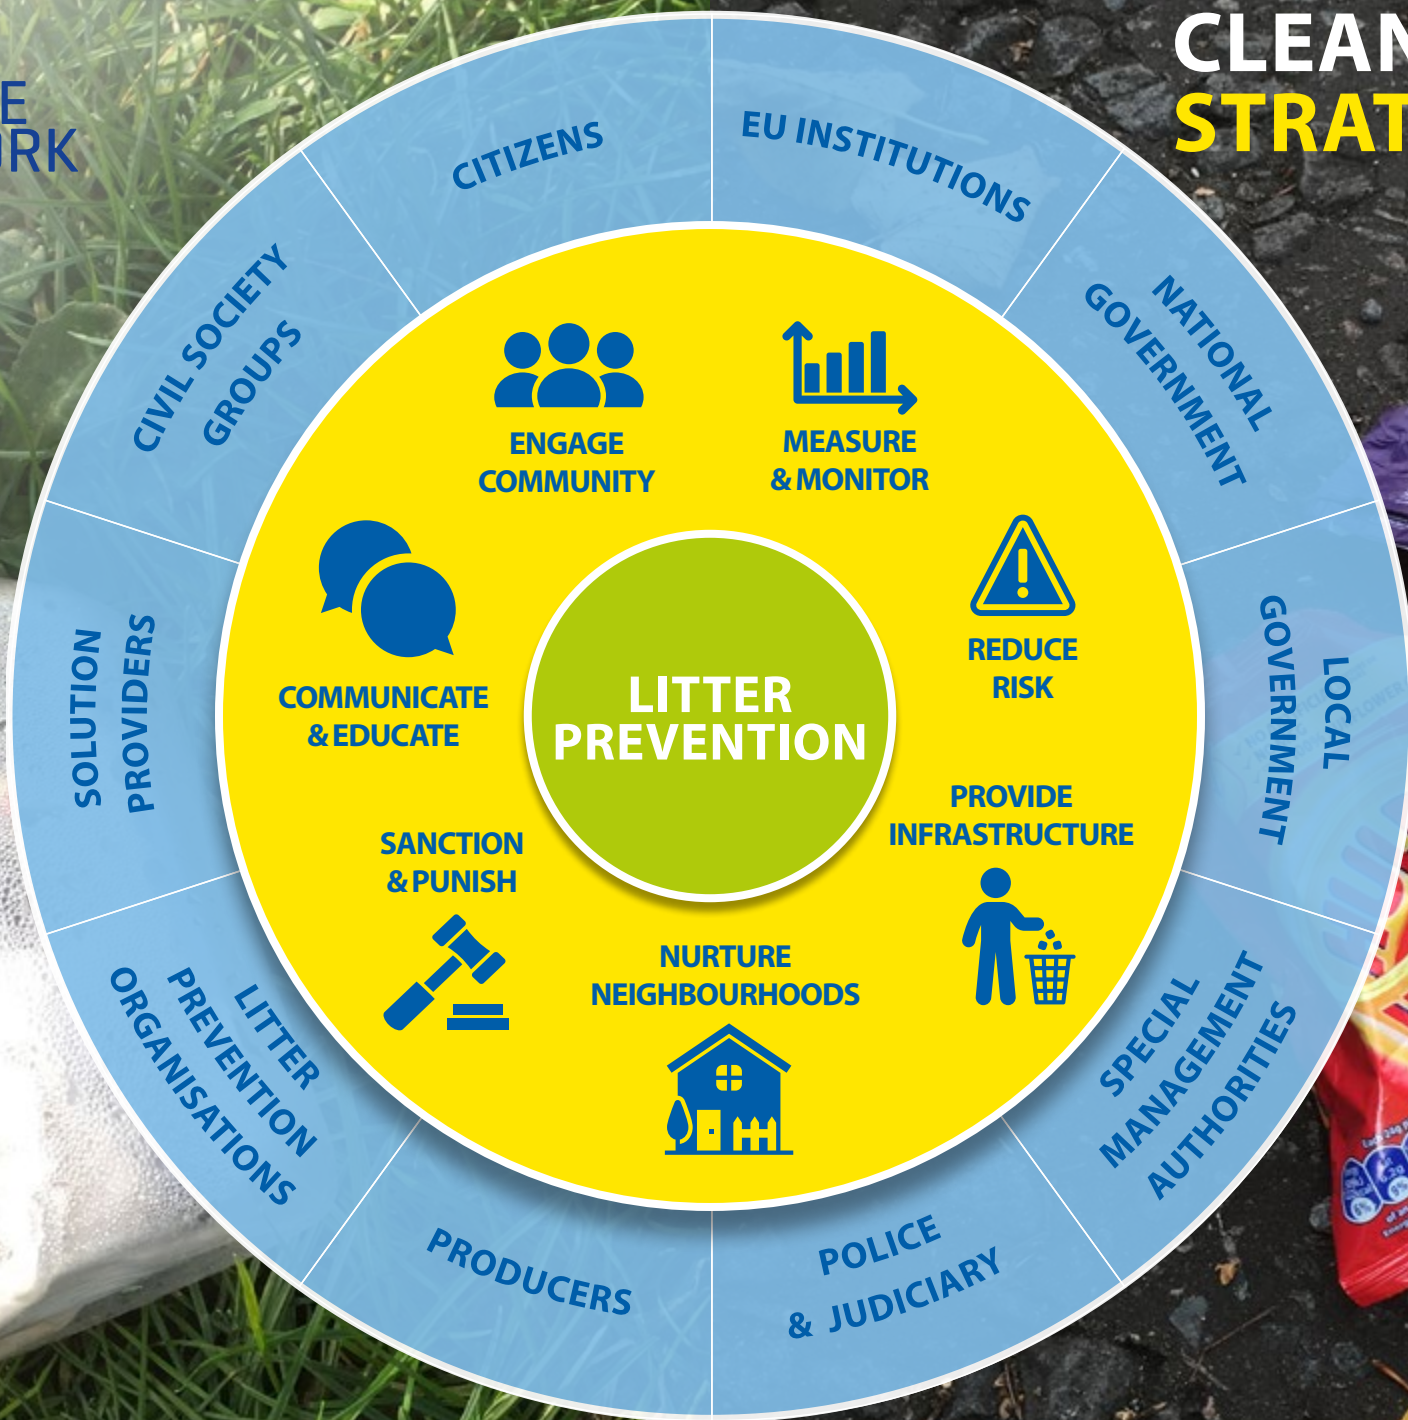 CLEAN
STRAT
E
RK
CITIZENS
EU INSTITUTIONS
NATIONAL
GOVERNMENT
LOCAL
GOVERNMENT
SPECIAL
MANAGEMENT
AUTHORITIES
POLICE
& JUDICIARY
PRODUCERS
LITTER
PREVENTION
ORGANISATIONS
SOLUTION
PROVIDERS
CIVIL SOCIETY
GROUPS
ENGAGE
COMMUNITY
MEASURE
& MONITOR
REDUCE
RISK
PROVIDE
INFRASTRUCTURE
NURTURE
NEIGHBOURHOODS
SANCTION
& PUNISH
COMMUNICATE
& EDUCATE
LITTER
PREVENTION